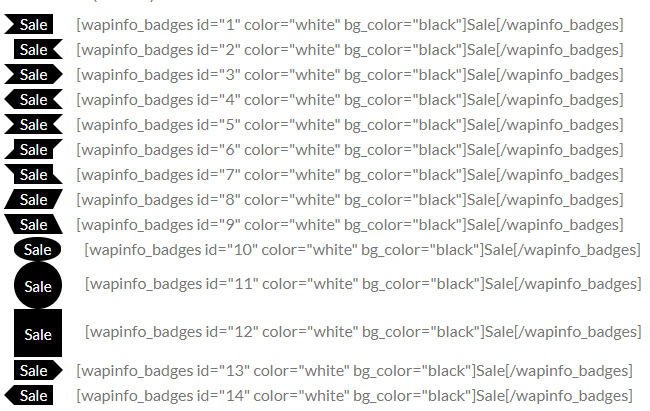 Sale [wapinfo_badges id="1" color="white" bg_color="black"]Sale[/wapinfo_badges]
Sale [wapinfo_badges id="2" color="white" bg_color="black"]Sale[/wapinfo_badges]
Sale [wapinfo_badges id="3" color="white" bg_color="black"]Sale[/wapinfo_badges]
Sale [wapinfo_badges id="4" color="white" bg_color="black"]Sale[/wapinfo_badges]
Sale [wapinfo_badges id="5" color="white" bg_color="black"]Sale[/wapinfo_badges]
Sale [wapinfo_badges id="6" color="white" bg_color="black"]Sale[/wapinfo_badges]
Sale [wapinfo_badges id="7" color="white" bg_color="black"]Sale[/wapinfo_badges]
Sale [wapinfo_badges id="8" color="white" bg_color="black"]Sale[/wapinfo_badges]
Sale [wapinfo_badges id="9" color="white" bg_color="black"]Sale[/wapinfo_badges]
Sale [wapinfo_badges id="10" color="white" bg_color="black"]Sale[/wapinfo_badges]
Sale [wapinfo_badges id="11" color="white" bg_color="black"]Sale[/wapinfo_badges]
Sale [wapinfo_badges id="12" color="white" bg_color="black"]Sale[/wapinfo_badges]
Sale [wapinfo_badges id="13" color="white" bg_color="black"]Sale[/wapinfo_badges]
Sale [wapinfo_badges id="14" color="white" bg_color="black"]Sale[/wapinfo_badges]